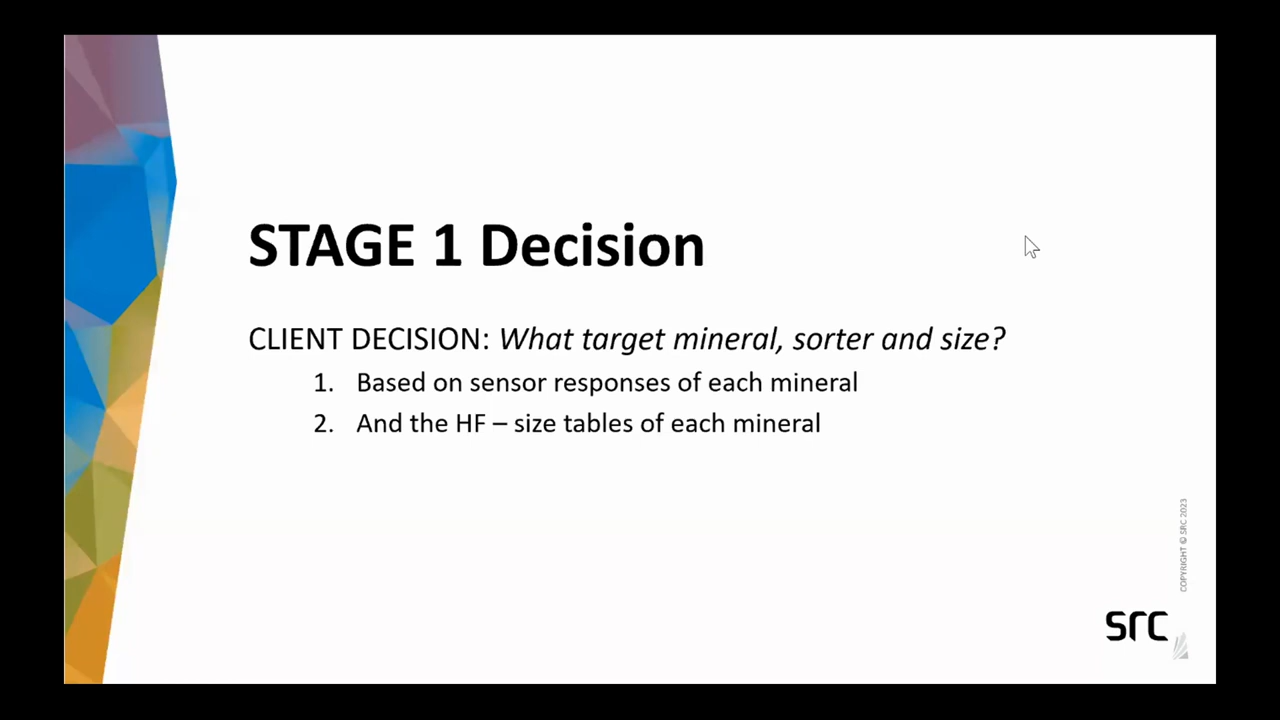 STAGE 1 Decision
CLIENT DECISION: What target mineral, sorter and size?
1. Based on sensor responses of each mineral
2. And the HF – size tables of each mineral
COPYRIGHT © SRC 2023
src